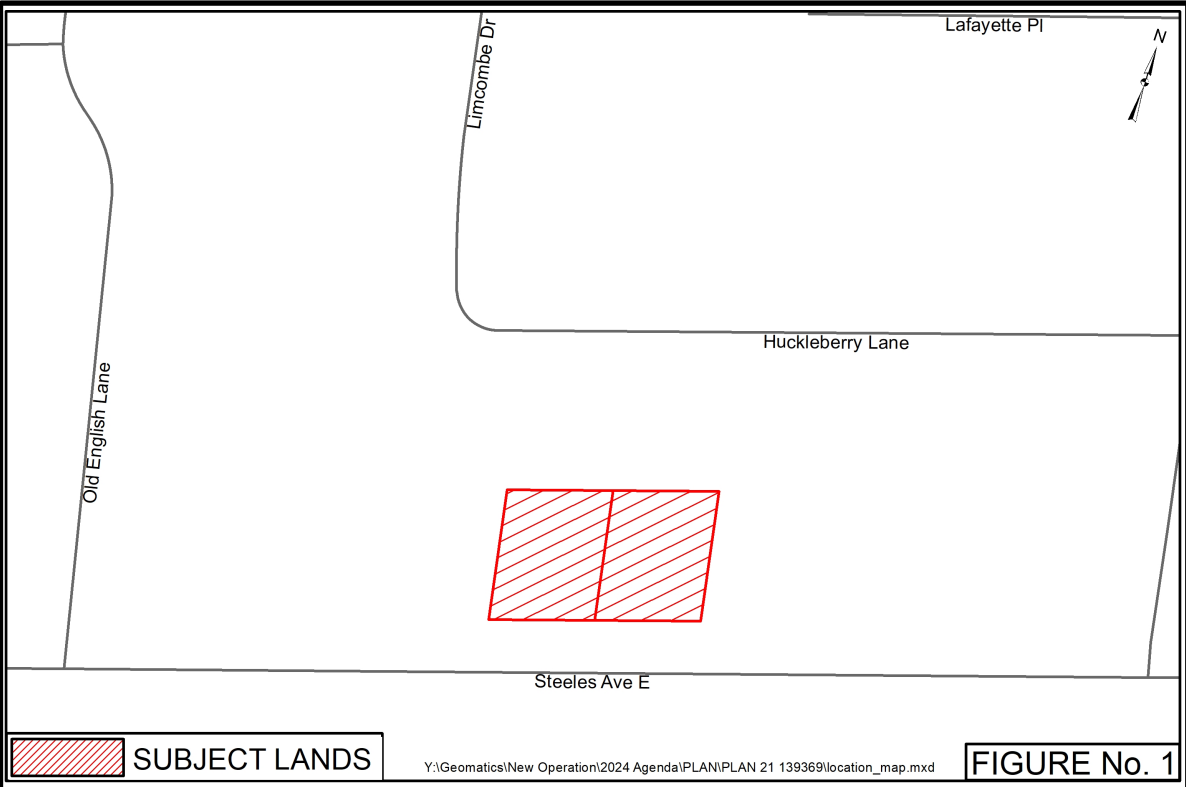 Lafayette Pl
N
Limcombe Dr
Huckleberry Lane
Old English Lane
Steeles Ave E
SUBJECT LANDS
Y:\Geomatics\New Operation\2024 Agenda\PLAN\PLAN 21 139369\location_map.mxd
FIGURE No. 1